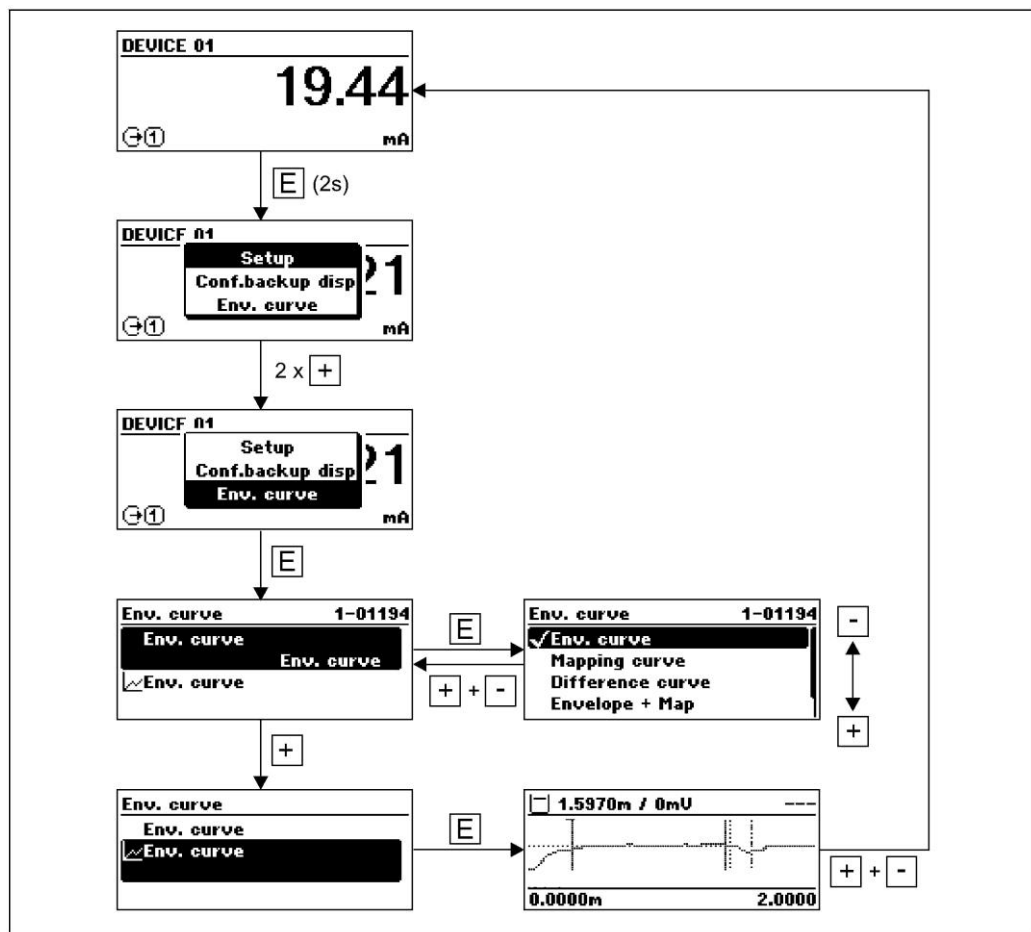 DEVICE 01
19.44
mA
E (2s)
Setup
Conf.backup disp
21
Env. curve
mA
2 x +
Setup
Conf.backup disp
21
Env. curve
mA
E
Env. curve 1-01194
Env. curve
Env. curve
Env. curve
E
+ + -
Env. curve 1-01194
Env. curve
Mapping curve
Difference curve
Envelope + Map
-
+
+
Env. curve
Env. curve
Env. curve
E
1.5970m / 0mV ---
0.0000m 2.0000
+ + -